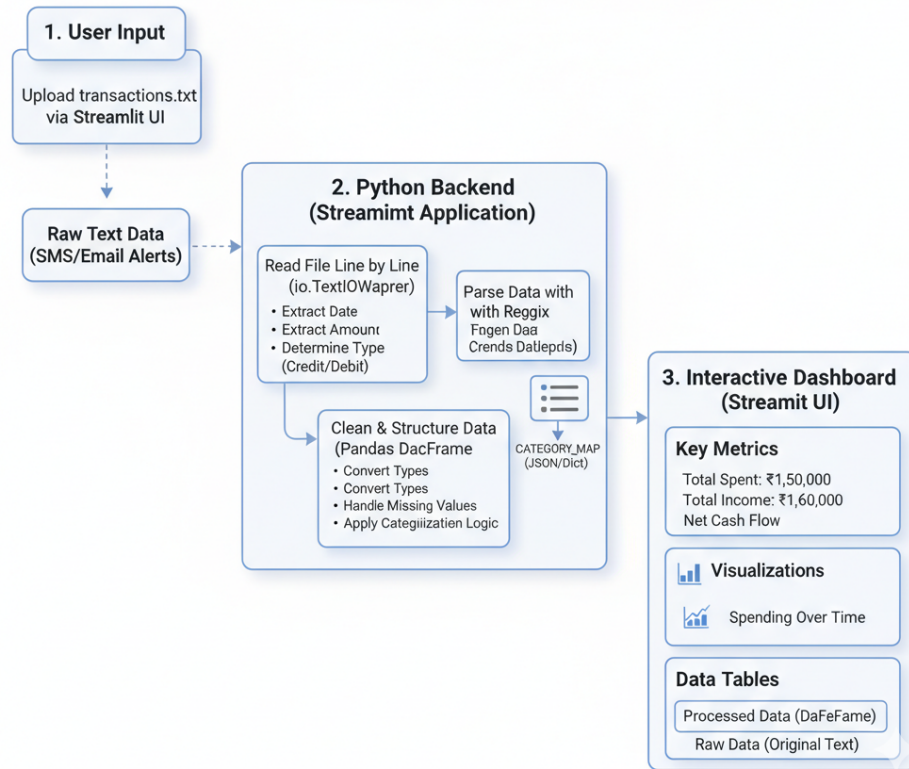 1. User Input
Upload transactions.txt
via Streamlit UI
Raw Text Data
(SMS/Email Alerts)
2. Python Backend
(Streamimt Application)
Read File Line by Line
(io.TextIOWaprer)
• Extract Date
• Extract Amount
• Determine Type
(Credit/Debit)
Parse Data with
with Reggix
Clean & Structure Data
(Pandas DacFrame
• Convert Types
• Convert Types
• Handle Missing Values
• Apply Categiiization Logic
CATEGORY_MAP
(JSON/Dict)
3. Interactive Dashboard
(Streamit UI)
Key Metrics
Total Spent: ₹1,50,000
Total Income: ₹1,60,000
Net Cash Flow
Visualizations
Spending Over Time
Data Tables
Processed Data (DaFeFame)
Raw Data (Original Text)